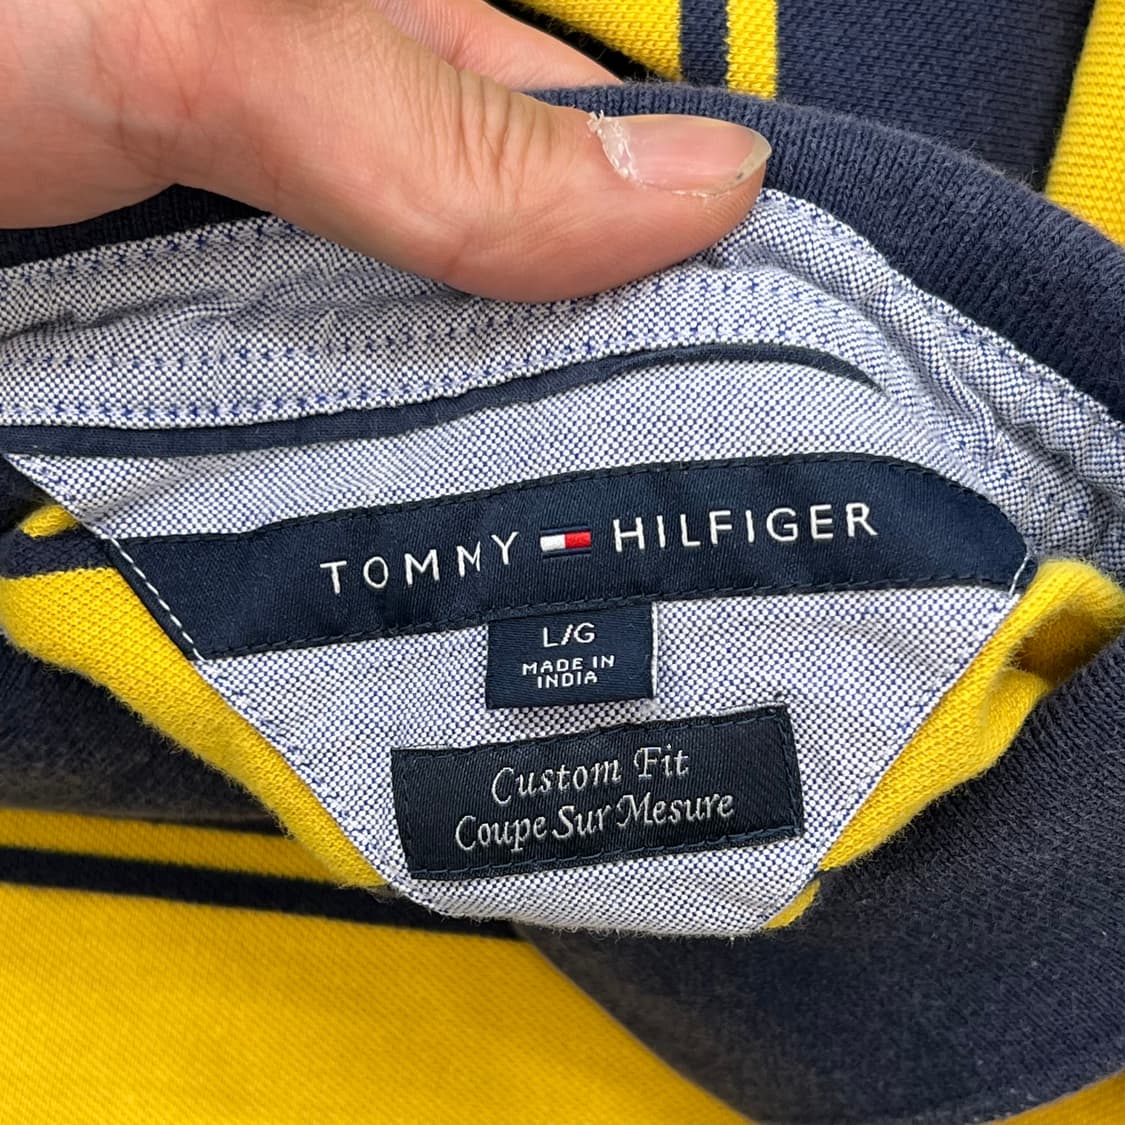 TOMMY HILFIGER
L/G
MADE IN
INDIA
Custom Fit
Coupe Sur Mesure